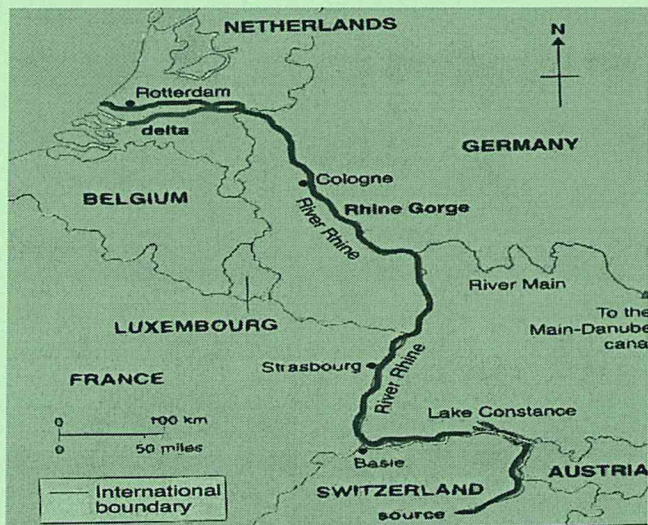 NETHERLANDS
N
Rotterdam
delta
GERMANY
Cologne
BELGIUM
Rhine Gorge
River Rhine
River Main
To the
Main-Danube
canal
LUXEMBOURG
Strasbourg
River Rhine
FRANCE
Lake Constance
0 100 km
0 50 miles
Basle
AUSTRIA
International
boundary
SWITZERLAND
source